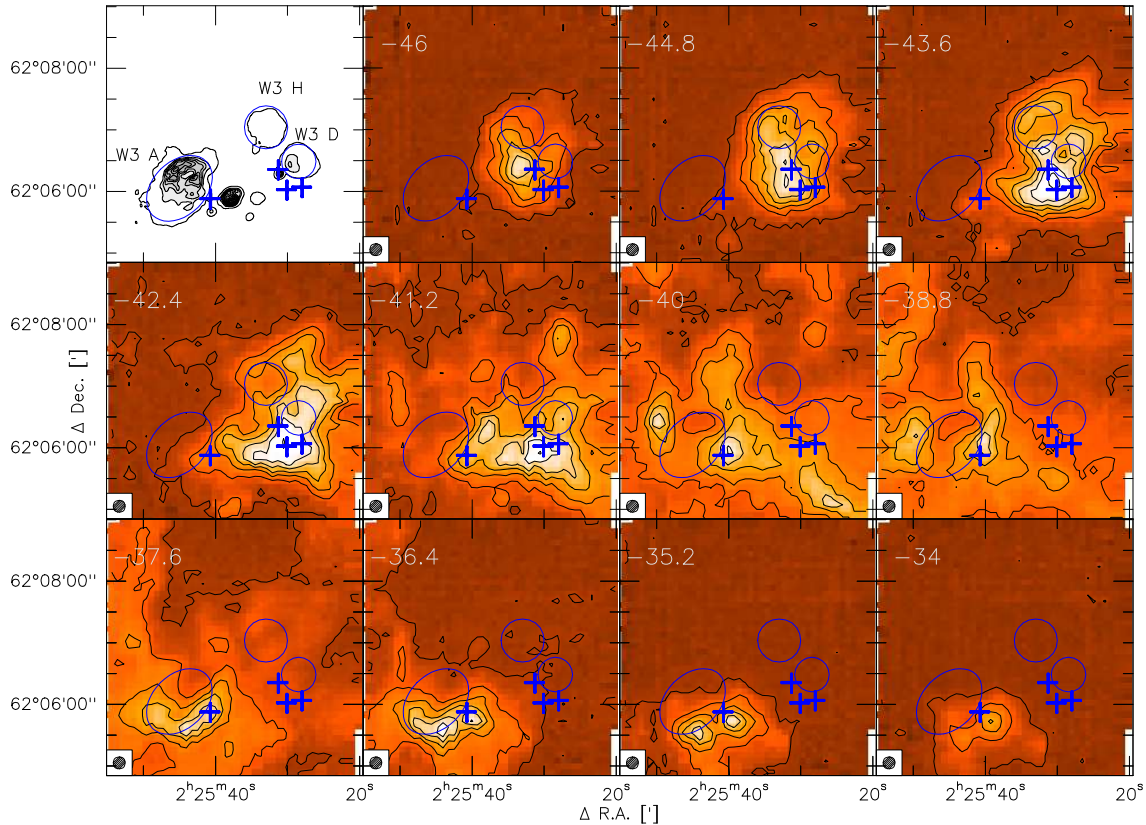 62°08'00''
62°06'00''
W3 H
W3 D
W3 A
−46
−44.8
−43.6
Δ Dec. [']
62°08'00''
62°06'00''
−42.4
−41.2
−40
−38.8
62°08'00''
62°06'00''
−37.6
−36.4
−35.2
−34
2ʰ25ᵐ40ˢ
20ˢ
2ʰ25ᵐ40ˢ
20ˢ
2ʰ25ᵐ40ˢ
20ˢ
2ʰ25ᵐ40ˢ
20ˢ
Δ R.A. [']